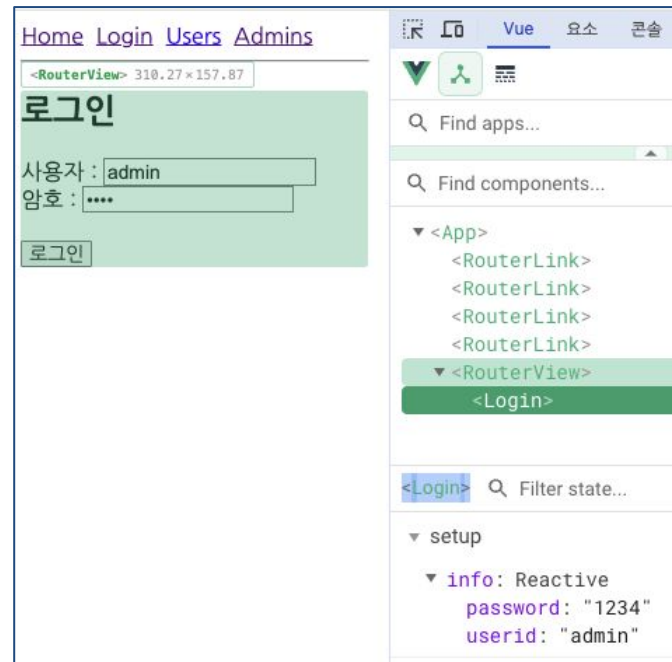 Home Login Users Admins
<RouterView> 310.27×157.87
로그인
사용자 : admin
암호 : ••••
로그인
Vue 요소 콘솔
Find apps...
Find components...
▼ <App>
<RouterLink>
<RouterLink>
<RouterLink>
<RouterLink>
▼ <RouterView>
<Login>
<Login> Filter state...
▼ setup
▼ info: Reactive
password: "1234"
userid: "admin"